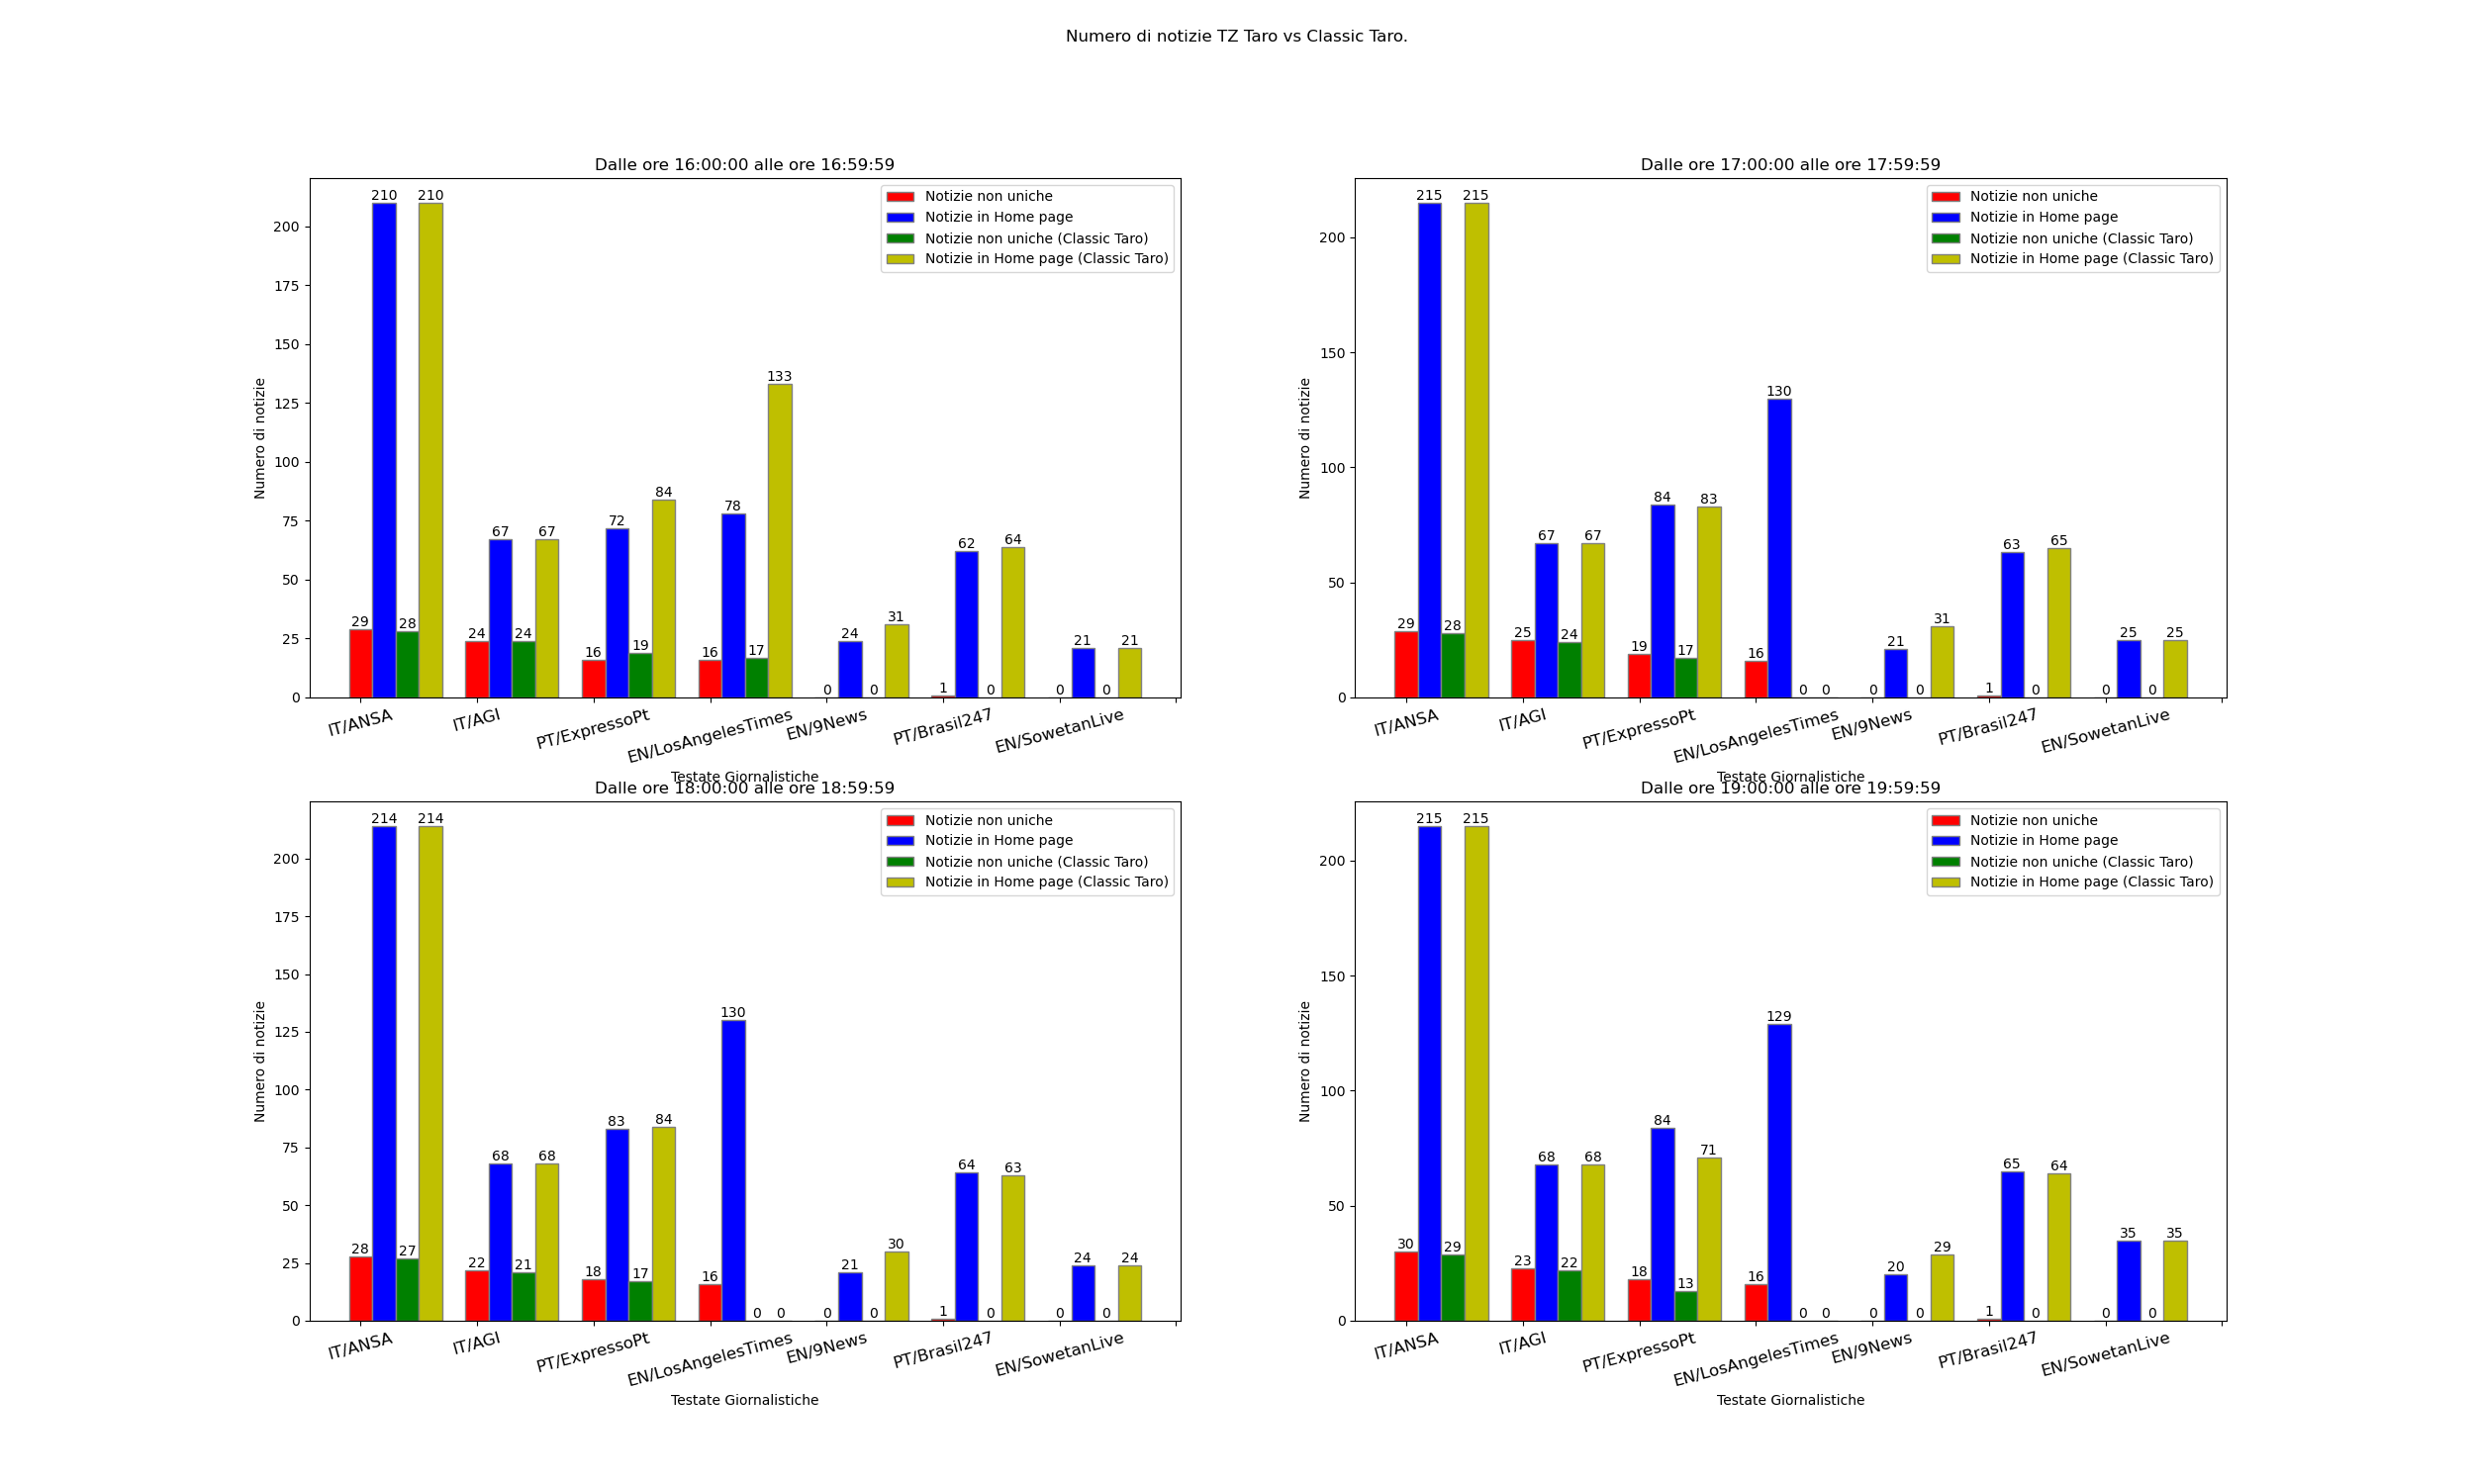 Numero di notizie TZ Taro vs Classic Taro.
Dalle ore 16:00:00 alle ore 16:59:59
Numero di notizie
200
175
150
125
100
75
50
25
0
Notizie non uniche
Notizie in Home page
Notizie non uniche (Classic Taro)
Notizie in Home page (Classic Taro)
29 210 28 210
24 67 24 67
16 72 19 84
16 78 17 133
0 24 0 31
1 62 0 64
0 21 0 21
IT/ANSA
IT/AGI
PT/ExpressoPt
EN/LosAngelesTimes
EN/9News
PT/Brasil247
EN/SowetanLive
Testate Giornalistiche
Dalle ore 17:00:00 alle ore 17:59:59
Numero di notizie
200
150
100
50
0
Notizie non uniche
Notizie in Home page
Notizie non uniche (Classic Taro)
Notizie in Home page (Classic Taro)
29 215 28 215
25 67 24 67
19 84 17 83
16 130 0 0
0 21 0 31
1 63 0 65
0 25 0 25
IT/ANSA
IT/AGI
PT/ExpressoPt
EN/LosAngelesTimes
EN/9News
PT/Brasil247
EN/SowetanLive
Testate Giornalistiche
Dalle ore 18:00:00 alle ore 18:59:59
Numero di notizie
200
175
150
125
100
75
50
25
0
Notizie non uniche
Notizie in Home page
Notizie non uniche (Classic Taro)
Notizie in Home page (Classic Taro)
28 214 27 214
22 68 21 68
18 83 17 84
16 130 0 0
0 21 0 30
1 64 0 63
0 24 0 24
IT/ANSA
IT/AGI
PT/ExpressoPt
EN/LosAngelesTimes
EN/9News
PT/Brasil247
EN/SowetanLive
Testate Giornalistiche
Dalle ore 19:00:00 alle ore 19:59:59
Numero di notizie
200
150
100
50
0
Notizie non uniche
Notizie in Home page
Notizie non uniche (Classic Taro)
Notizie in Home page (Classic Taro)
30 215 29 215
23 68 22 68
18 84 13 71
16 129 0 0
0 20 0 29
1 65 0 64
0 35 0 35
IT/ANSA
IT/AGI
PT/ExpressoPt
EN/LosAngelesTimes
EN/9News
PT/Brasil247
EN/SowetanLive
Testate Giornalistiche